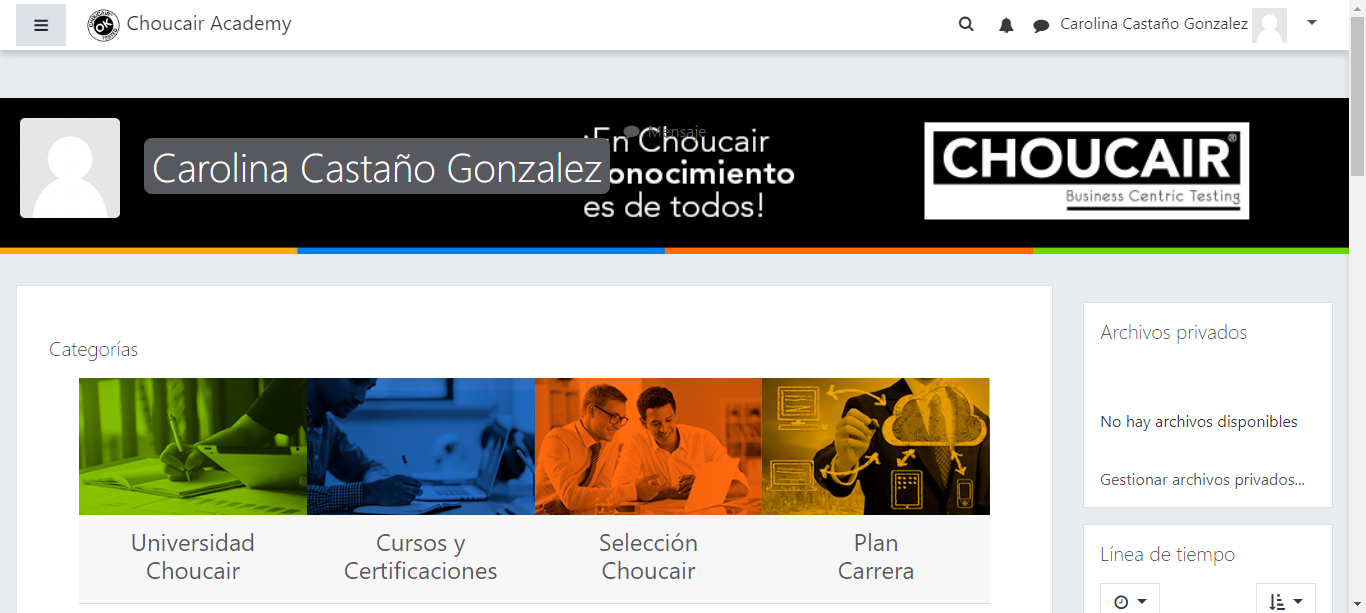 Choucair Academy
Carolina Castaño Gonzalez
Mensaje
Carolina Castaño Gonzalez
¡En Choucair
onocimiento
es de todos!
CHOUCAIR®
Business Centric Testing
Categorías
Universidad
Choucair
Cursos y
Certificaciones
Selección
Choucair
Plan
Carrera
Archivos privados
No hay archivos disponibles
Gestionar archivos privados...
Línea de tiempo